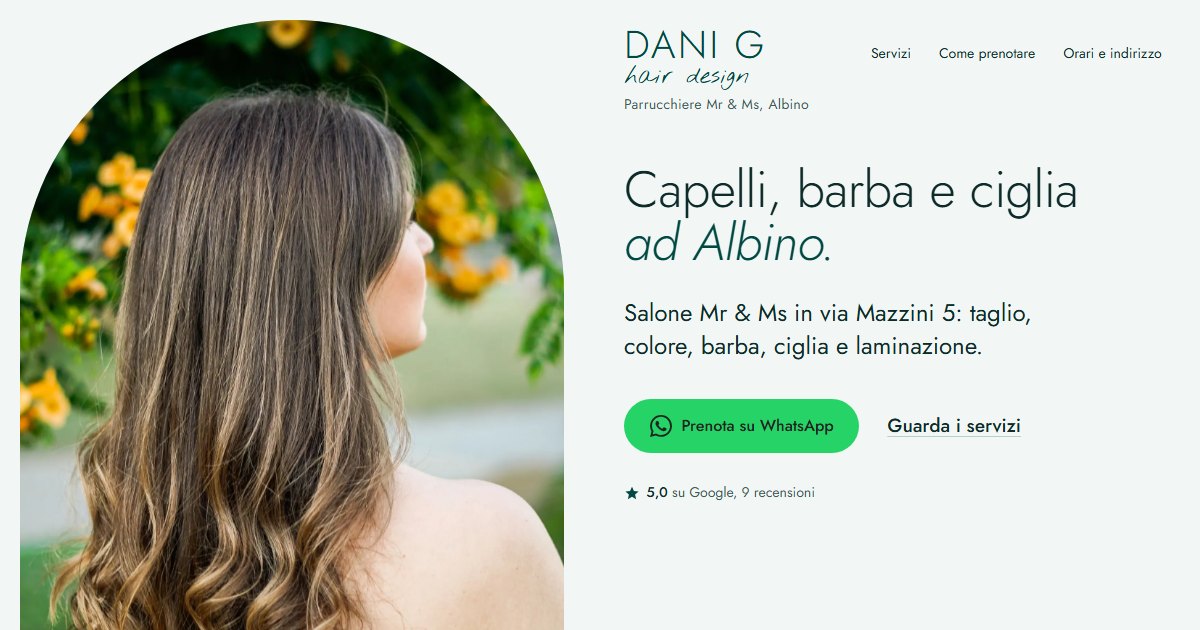 DANI G
hair design
Parrucchiere Mr & Ms, Albino
Servizi
Come prenotare
Orari e indirizzo
Capelli, barba e ciglia
ad Albino.
Salone Mr & Ms in via Mazzini 5: taglio,
colore, barba, ciglia e laminazione.
Prenota su WhatsApp
Guarda i servizi
5,0 su Google, 9 recensioni